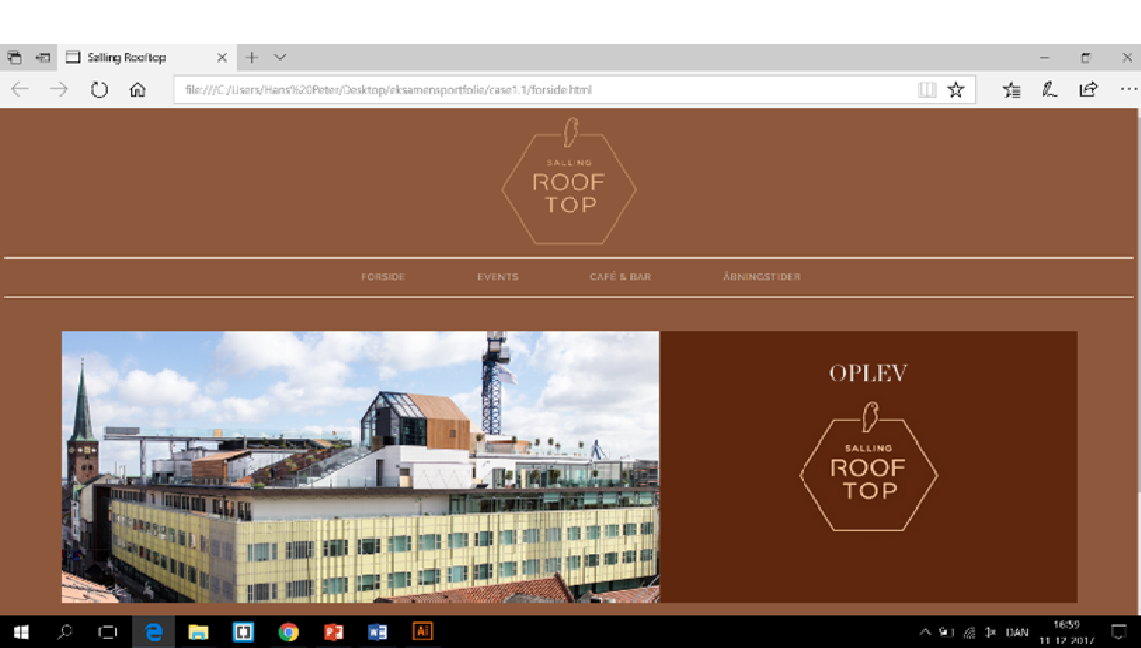 Salling Rooftop
file:///C:/Users/Hans%20Peter/Desktop/eksamensportfolie/case1.1/forside.html
SALLING
ROOF
TOP
FORSIDE EVENTS CAFÉ & BAR ÅBNINGSTIDER
OPLEV
SALLING
ROOF
TOP
Ai
DAN
16:59
11-12-2017